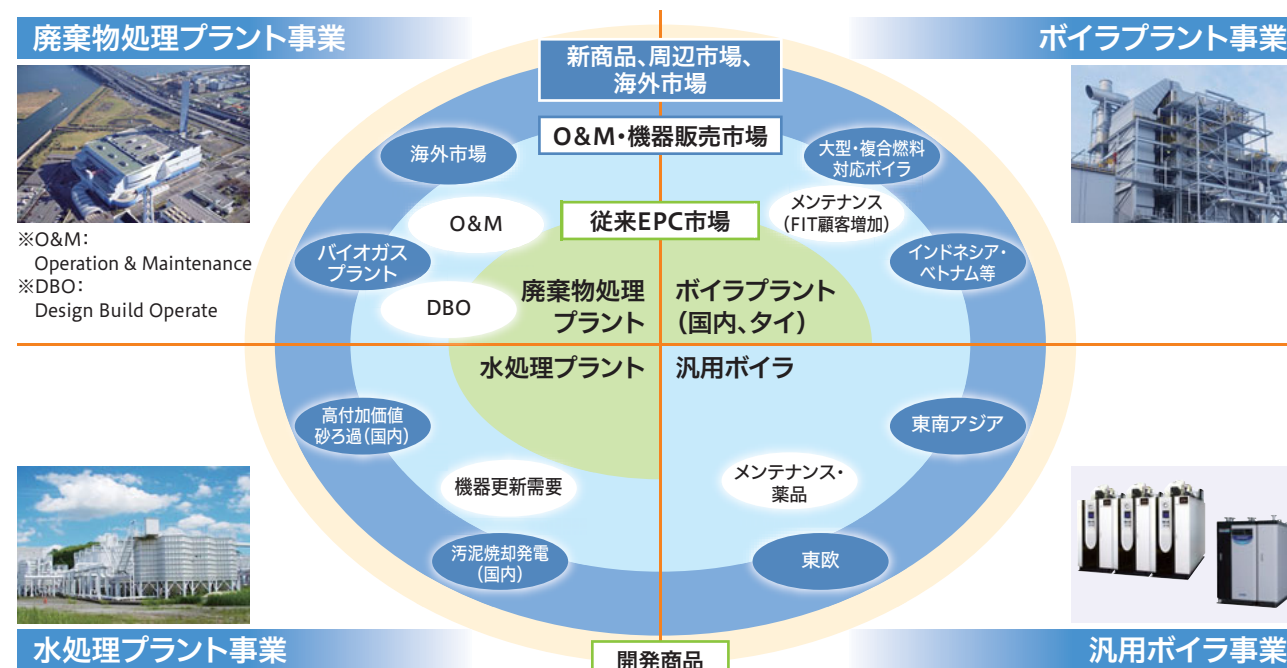 廃棄物処理プラント事業
ボイラプラント事業
新商品、周辺市場、
海外市場
O&M・機器販売市場
従来EPC市場
海外市場
O&M
バイオガス
プラント
DBO
廃棄物処理
プラント
大型・複合燃料
対応ボイラ
メンテナンス
(FIT顧客増加)
インドネシア・
ベトナム等
ボイラプラント
(国内、タイ)
※O&M：
Operation & Maintenance
※DBO：
Design Build Operate
水処理プラント
高付加価値
砂ろ過(国内)
機器更新需要
汚泥焼却発電
(国内)
汎用ボイラ
東南アジア
メンテナンス・
薬品
東欧
水処理プラント事業
開発商品
汎用ボイラ事業